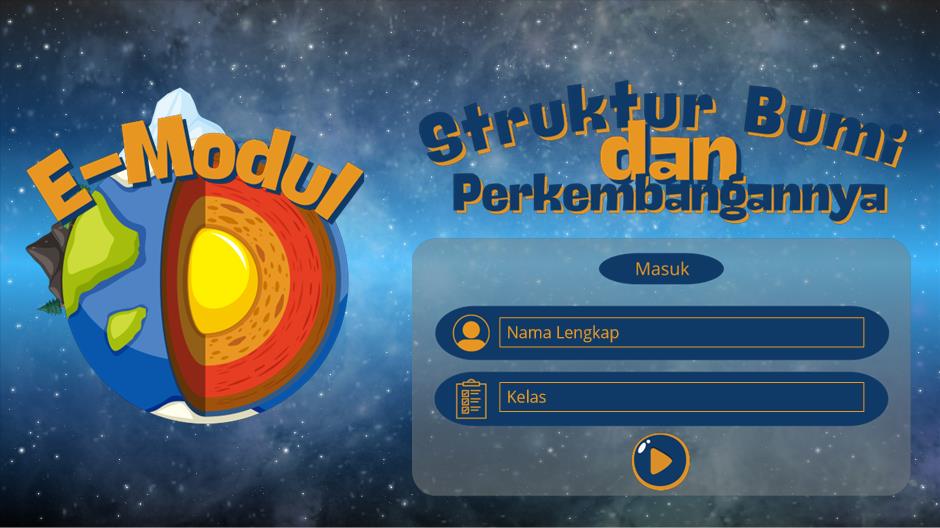 E-Modul
Struktur Bumi
dan
Perkembangannya
Masuk
Nama Lengkap
Kelas